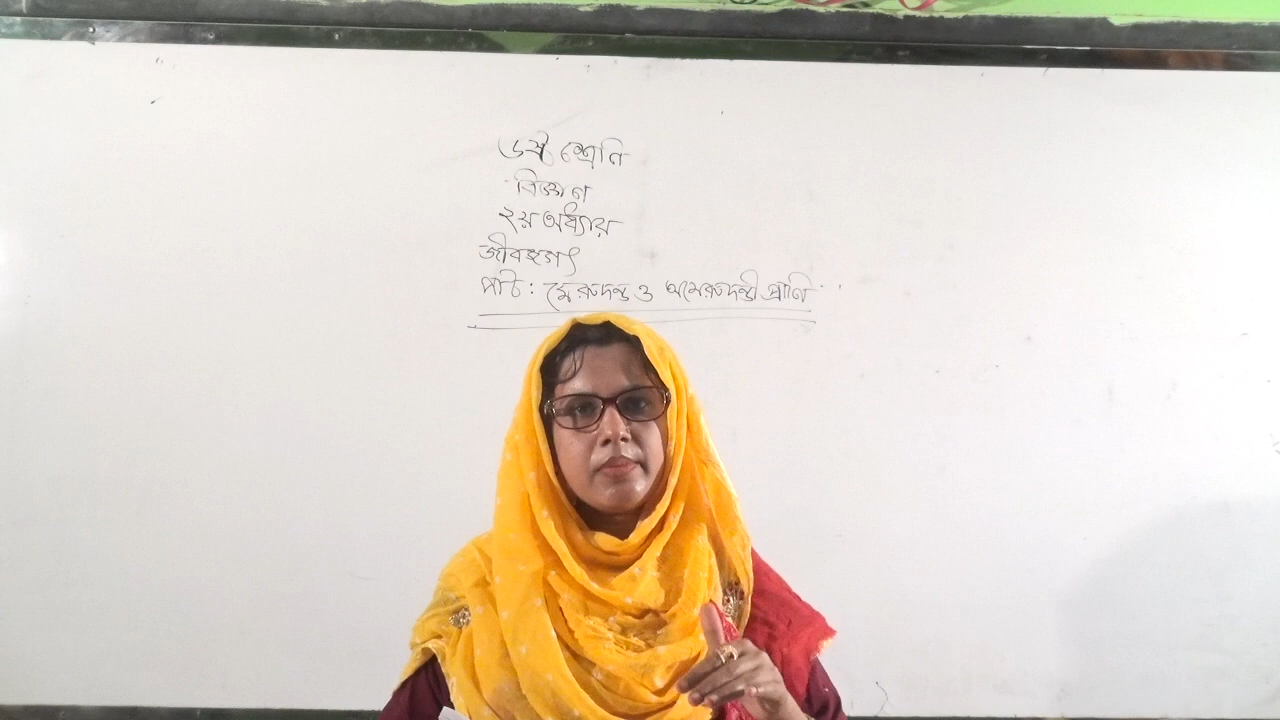 ৬ষ্ঠ শ্রেণি
বিজ্ঞান
২য় অধ্যায়
জীবজগৎ
পাট : মেরুদন্ড ও অমেরুদন্ডী প্রাণি